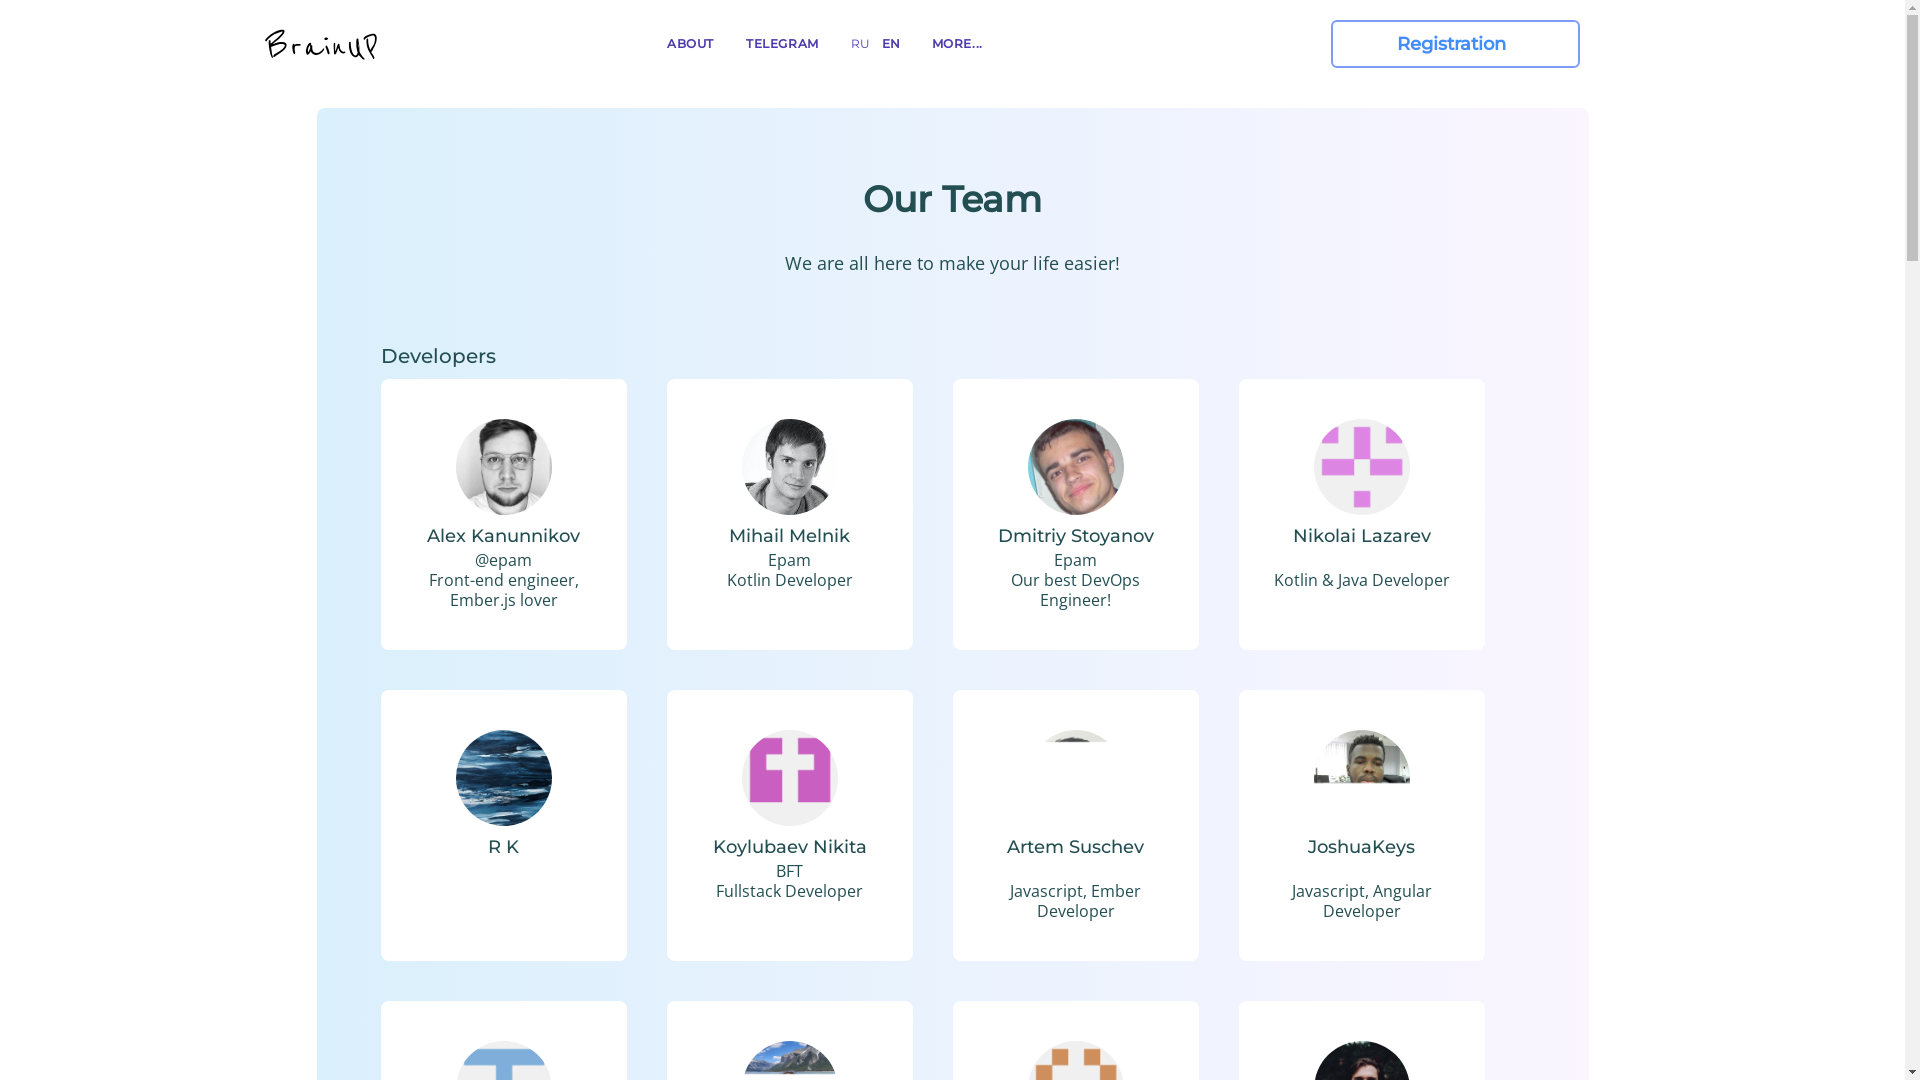 BrainUP
ABOUT
TELEGRAM
RU
EN
MORE...
Registration
Our Team
We are all here to make your life easier!
Developers
Alex Kanunnikov
@epam
Front-end engineer,
Ember.js lover
Mihail Melnik
Epam
Kotlin Developer
Dmitriy Stoyanov
Epam
Our best DevOps
Engineer!
Nikolai Lazarev
Kotlin & Java Developer
R K
Koylubaev Nikita
BFT
Fullstack Developer
Artem Suschev
Javascript, Ember
Developer
JoshuaKeys
Javascript, Angular
Developer